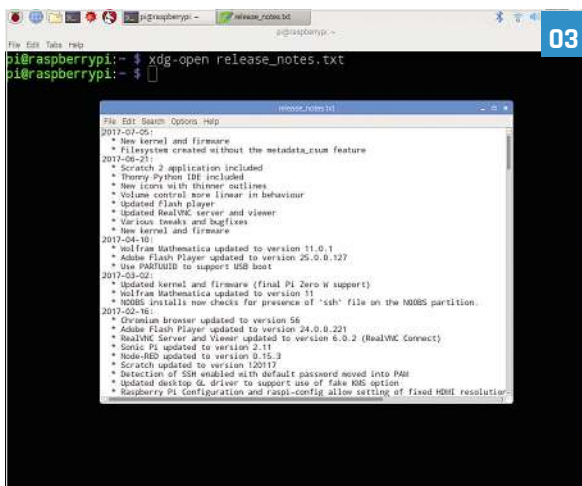 pi@raspberrypi: ~
release_notes.txt
pi@raspberrypi: ~
03
File Edit Tabs Help
pi@raspberrypi:~ $ xdg-open release_notes.txt
pi@raspberrypi:~ $
release_notes.txt
File Edit Search Options Help
2017-07-05:
* New kernel and firmware
* Filesystem created without the metadata_csum feature
2017-06-21:
* Scratch 2 application included
* Thonny Python IDE included
* New icons with thinner outlines
* Volume control more linear in behaviour
* Updated Flash player
* Updated RealVNC server and viewer
* Various tweaks and bugfixes
* New kernel and firmware
2017-04-10:
* Wolfram Mathematica updated to version 11.0.1
* Adobe Flash Player updated to version 25.0.0.127
* Use PARTUUID to support USB boot
2017-03-02:
* Updated kernel and firmware (final Pi Zero W support)
* Wolfram Mathematica updated to version 11
* NOOBS installs now checks for presence of 'ssh' file on the NOOBS partition.
2017-02-16:
* Chromium browser updated to version 56
* Adobe Flash Player updated to version 24.0.0.221
* RealVNC Server and Viewer updated to version 6.0.2 (RealVNC Connect)
* Sonic Pi updated to version 2.11
* Node-RED updated to version 0.15.3
* Scratch updated to version 120117
* Detection of SSH enabled with default password moved into PAM
* Updated desktop GL driver to support use of fake KMS option
* Raspberry Pi Configuration and raspi-config allow setting of fixed HDMI resolution